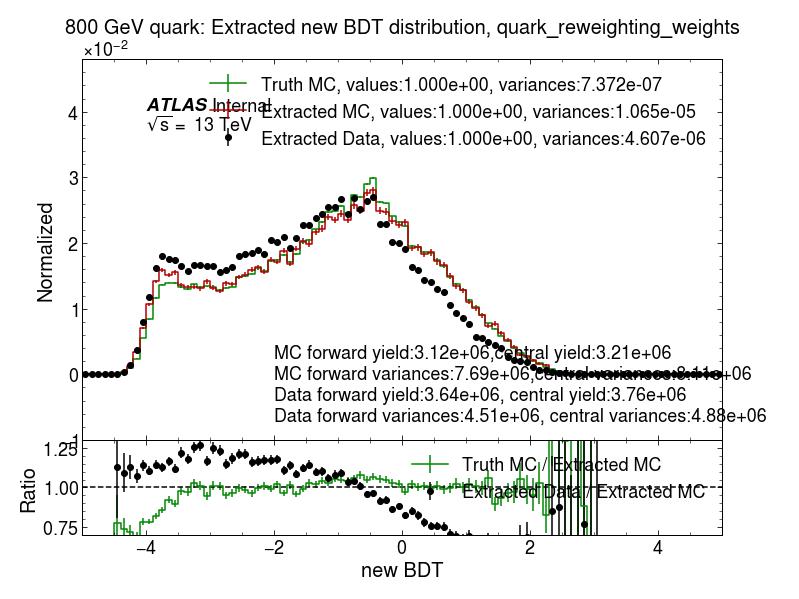 800 GeV quark: Extracted new BDT distribution, quark_reweighting_weights
×10⁻²
Truth MC, values:1.000e+00, variances:7.372e-07
ATLAS Internal
Extracted MC, values:1.000e+00, variances:1.065e-05
√s = 13 TeV
Extracted Data, values:1.000e+00, variances:4.607e-06
4
3
2
1
0
Normalized
MC forward yield:3.12e+06,central yield:3.21e+06
MC forward variances:7.69e+06,central variances:8.11e+06
Data forward yield:3.64e+06, central yield:3.76e+06
Data forward variances:4.51e+06, central variances:4.88e+06
1.25
1.00
0.75
Ratio
Truth MC / Extracted MC
Extracted Data / Extracted MC
−4 −2 0 2 4
new BDT